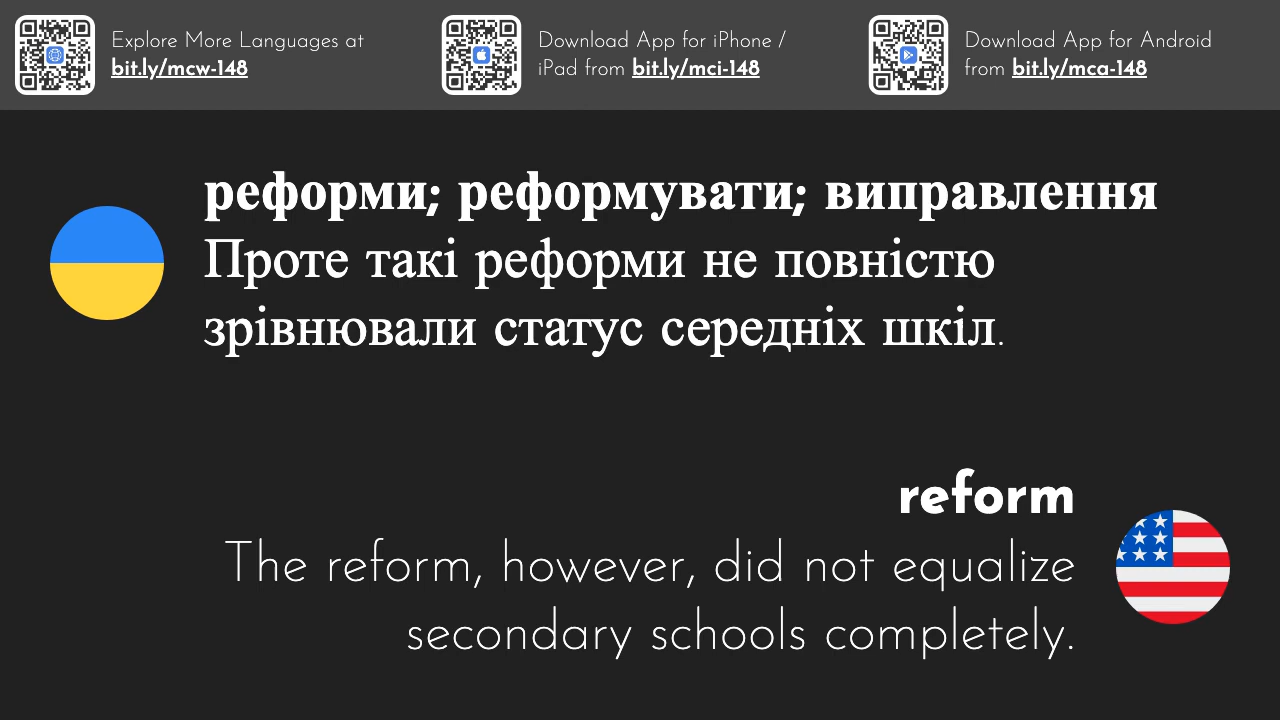 Explore More Languages at
bit.ly/mcw-148
Download App for iPhone /
iPad from bit.ly/mci-148
Download App for Android
from bit.ly/mca-148
реформи; реформувати; виправлення
Проте такі реформи не повністю
зрівнювали статус середніх шкіл.
reform
The reform, however, did not equalize
secondary schools completely.